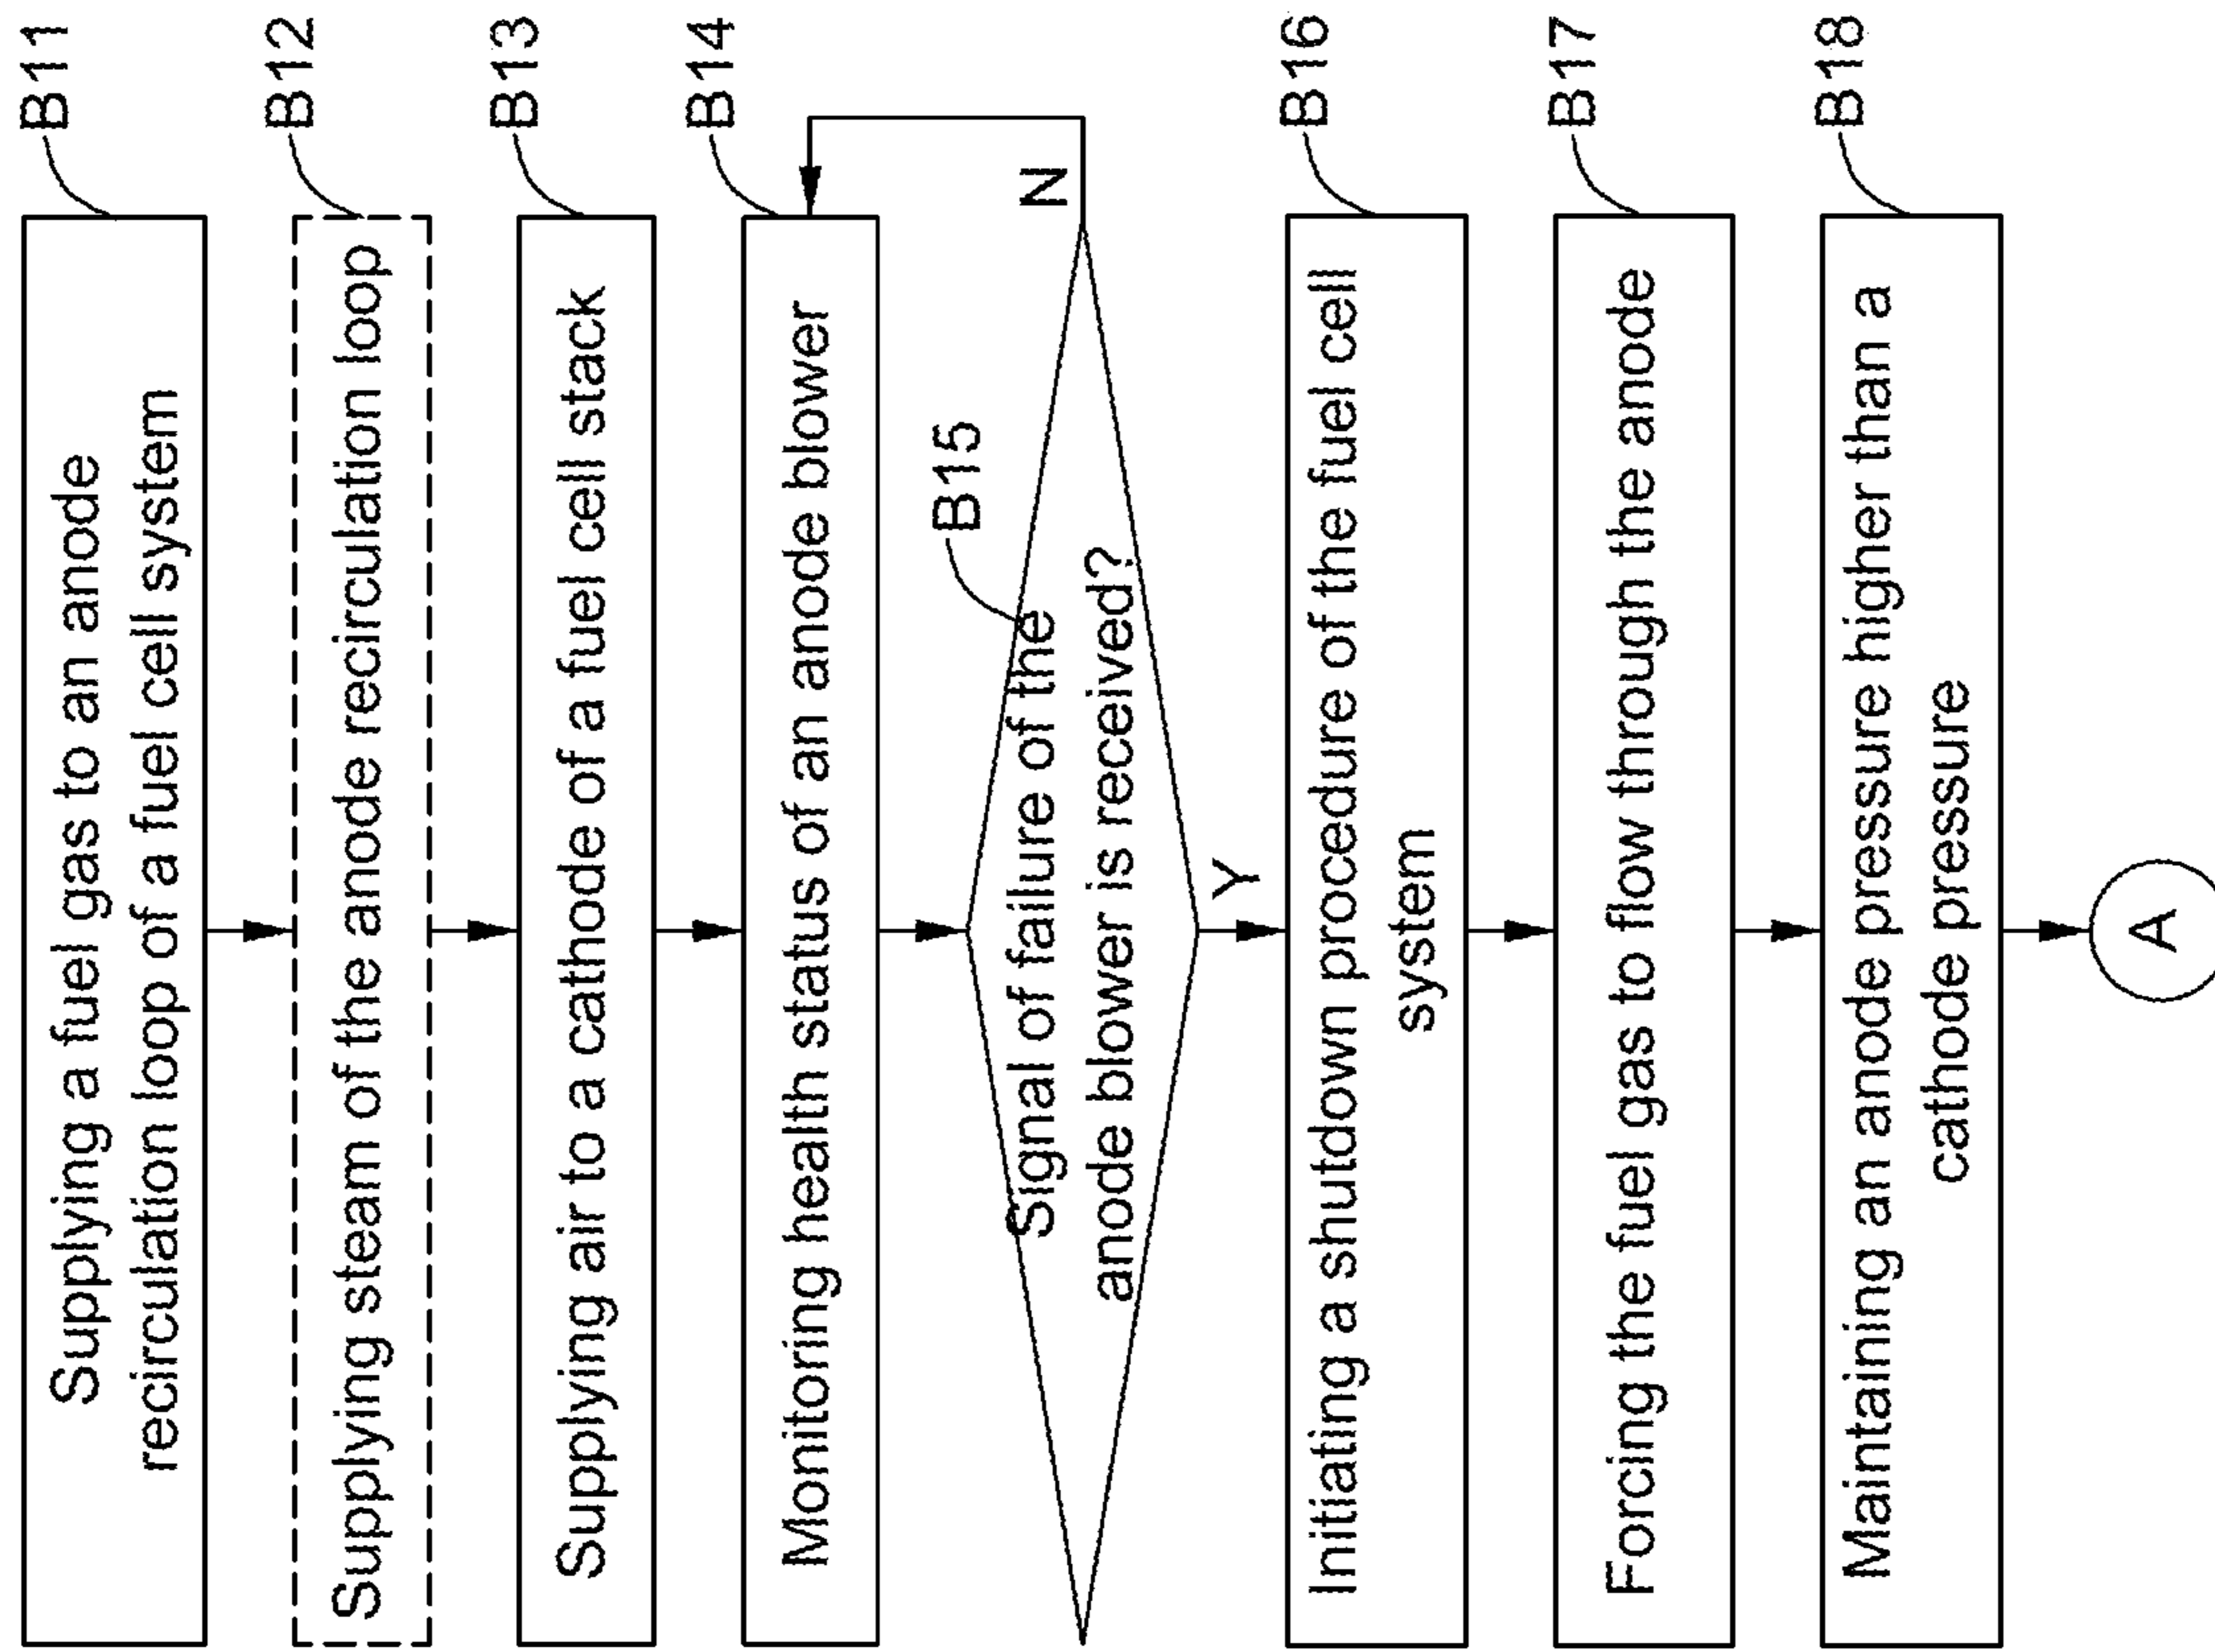 Supplying a fuel gas to an anode
recirculation loop of a fuel cell system
B11
Supplying steam of the anode recirculation loop
B12
Supplying air to a cathode of a fuel cell stack
B13
Monitoring health status of an anode blower
B14
Signal of failure of the
anode blower is received?
B15
N
Y
Initiating a shutdown procedure of the fuel cell
system
B16
Forcing the fuel gas to flow through the anode
B17
Maintaining an anode pressure higher than a
cathode pressure
B18
A